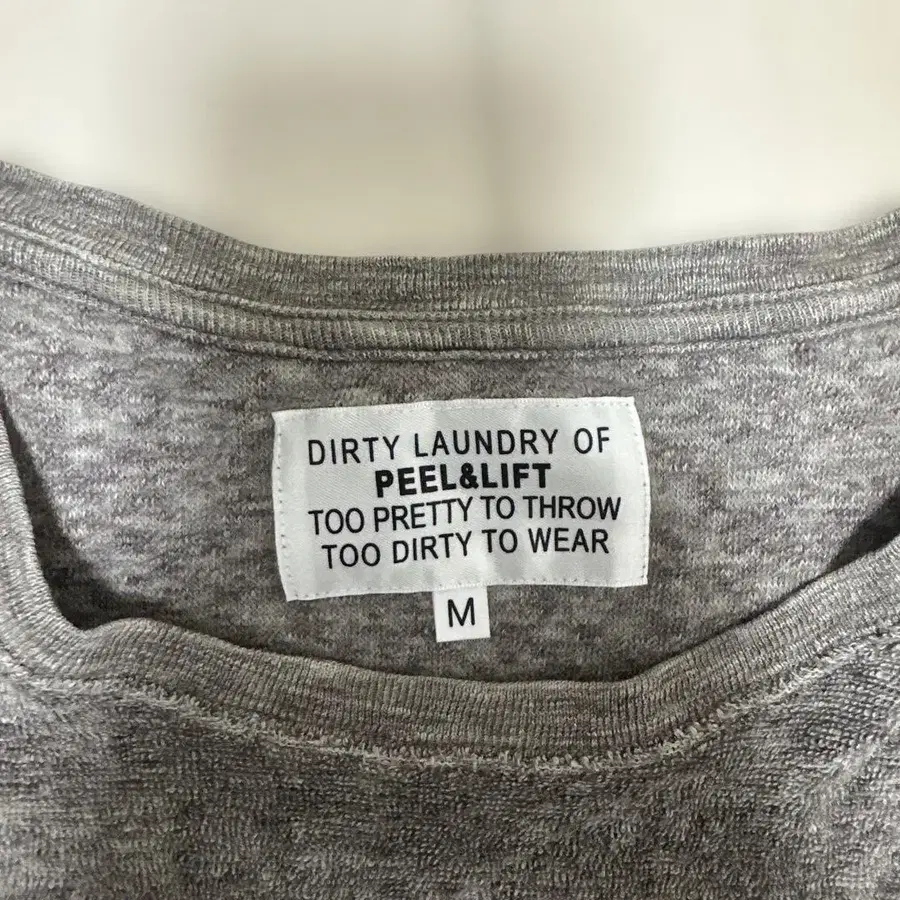 DIRTY LAUNDRY OF
PEEL&LIFT
TOO PRETTY TO THROW
TOO DIRTY TO WEAR
M